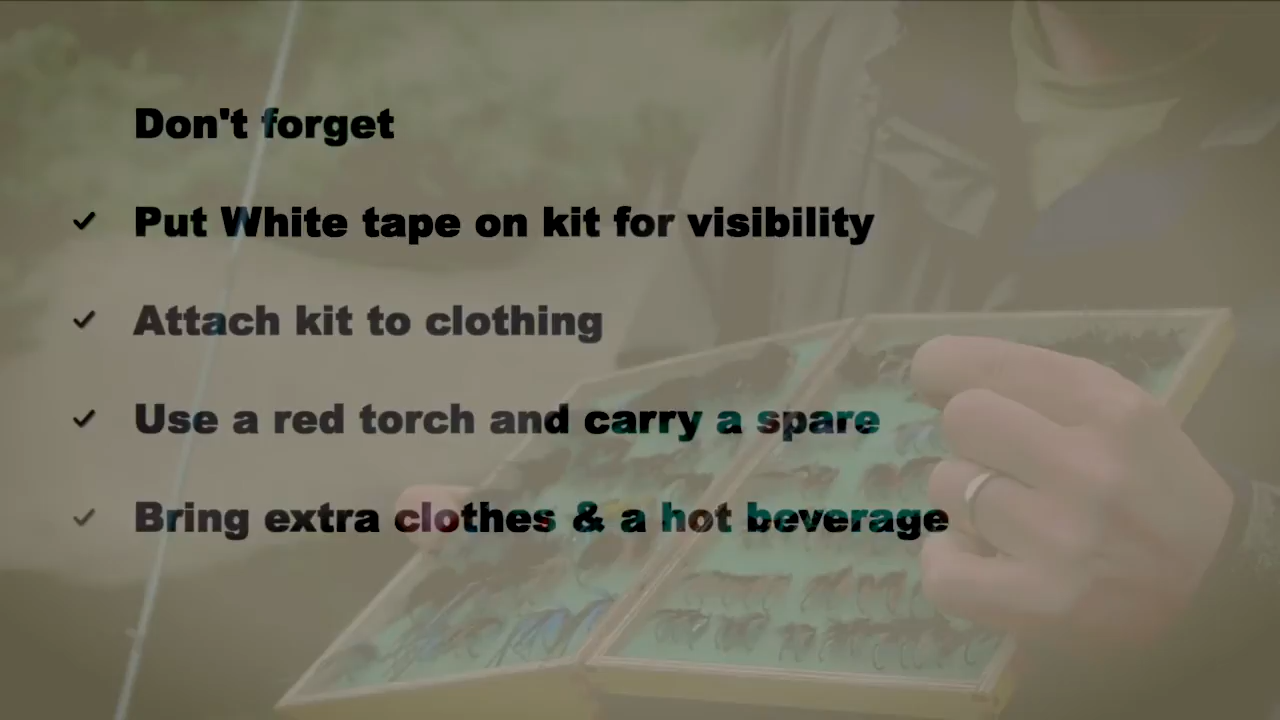 Don't forget
Put White tape on kit for visibility
Attach kit to clothing
Use a red torch and carry a spare
Bring extra clothes & a hot beverage